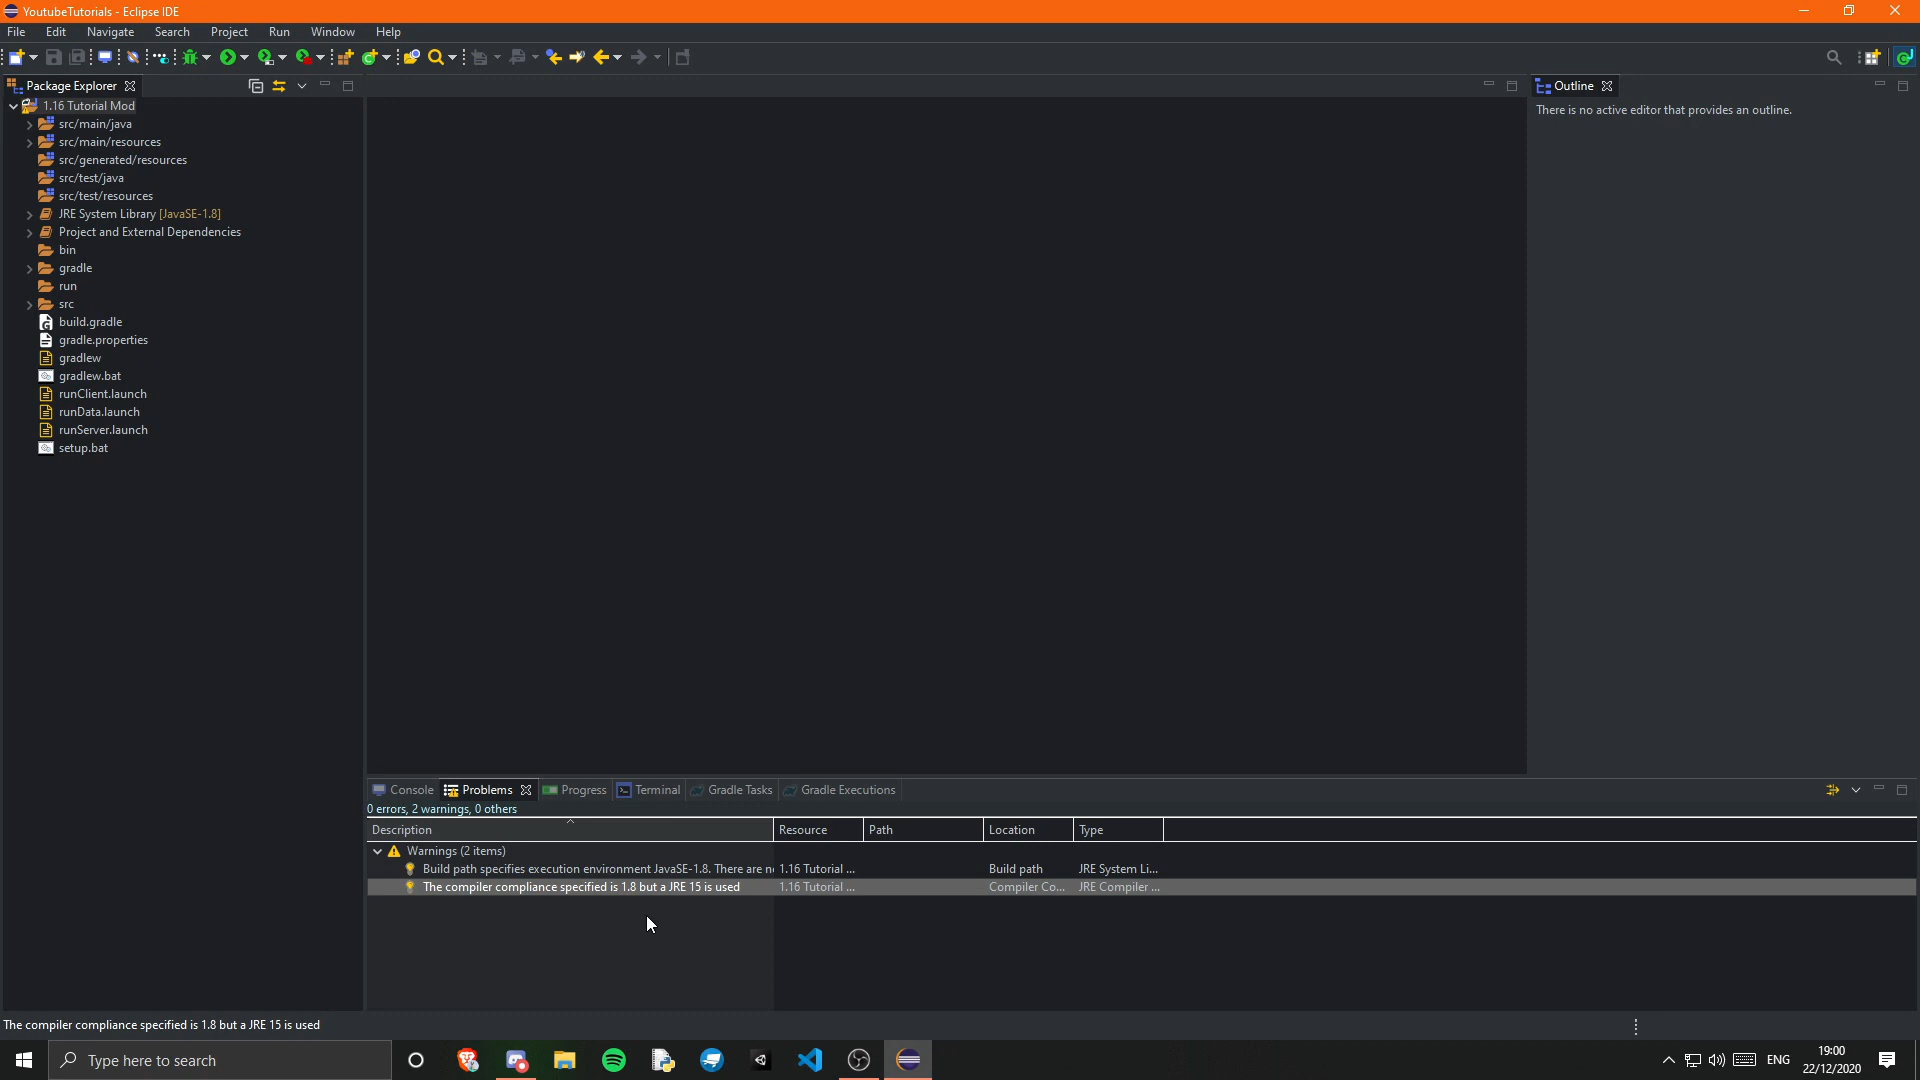 YoutubeTutorials - Eclipse IDE
File Edit Navigate Search Project Run Window Help
Package Explorer
Outline
1.16 Tutorial Mod
There is no active editor that provides an outline.
src/main/java
src/main/resources
src/generated/resources
src/test/java
src/test/resources
JRE System Library [JavaSE-1.8]
Project and External Dependencies
bin
gradle
run
src
build.gradle
gradle.properties
gradlew
gradlew.bat
runClient.launch
runData.launch
runServer.launch
setup.bat
Console Problems Progress Terminal Gradle Tasks Gradle Executions
0 errors, 2 warnings, 0 others
Description Resource Path Location Type
Warnings (2 items)
Build path specifies execution environment JavaSE-1.8. There are n 1.16 Tutorial ... Build path JRE System Li...
The compiler compliance specified is 1.8 but a JRE 15 is used 1.16 Tutorial ... Compiler Co... JRE Compiler ...
The compiler compliance specified is 1.8 but a JRE 15 is used
Type here to search
ENG
19:00
22/12/2020